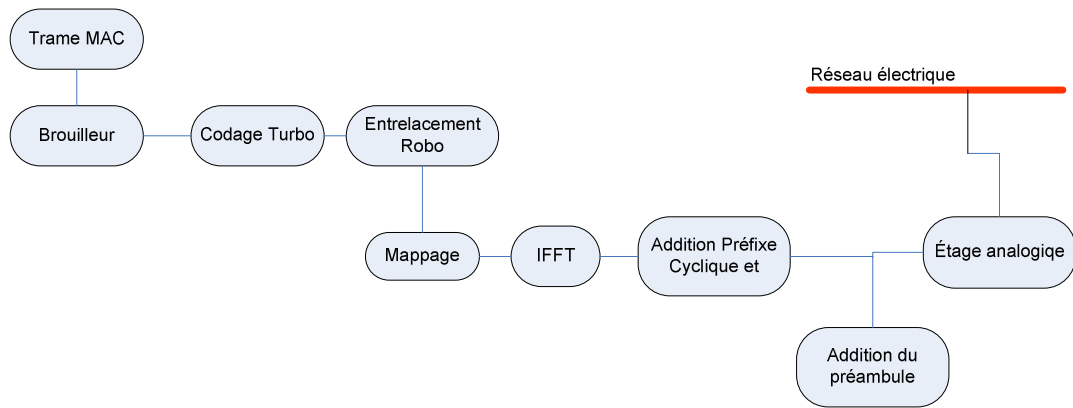 Trame MAC
Réseau électrique
Brouilleur
Codage Turbo
Entrelacement
Robo
Mappage
IFFT
Addition Préfixe
Cyclique et
Étage analogiqe
Addition du
préambule